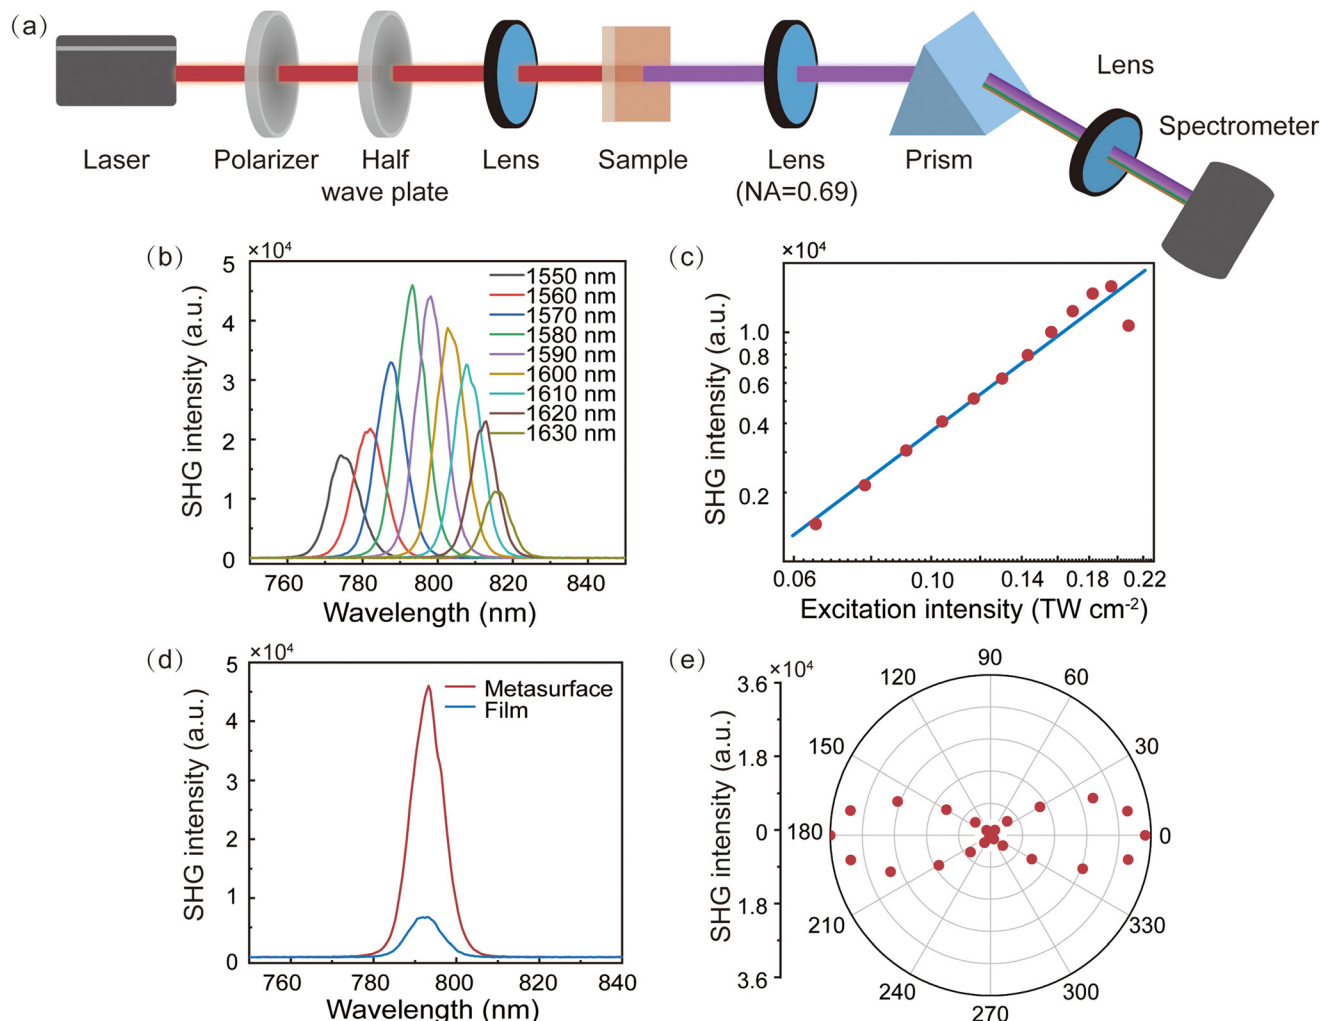 (a)
Laser
Polarizer
Half
wave plate
Lens
Sample
Lens
(NA=0.69)
Prism
Lens
Spectrometer
(b)
×10⁴
SHG intensity (a.u.)
5
4
3
2
1
0
760 780 800 820 840
Wavelength (nm)
1550 nm
1560 nm
1570 nm
1580 nm
1590 nm
1600 nm
1610 nm
1620 nm
1630 nm
(c)
×10⁴
SHG intensity (a.u.)
1.0
0.8
0.6
0.4
0.2
0.06 0.10 0.14 0.18 0.22
Excitation intensity (TW cm⁻²)
(d)
×10⁴
SHG intensity (a.u.)
5
4
3
2
1
0
760 780 800 820 840
Wavelength (nm)
Metasurface
Film
(e)
×10⁴
SHG intensity (a.u.)
3.6
1.8
0
1.8
3.6
90
120 60
150 30
180 0
210 330
240 300
270